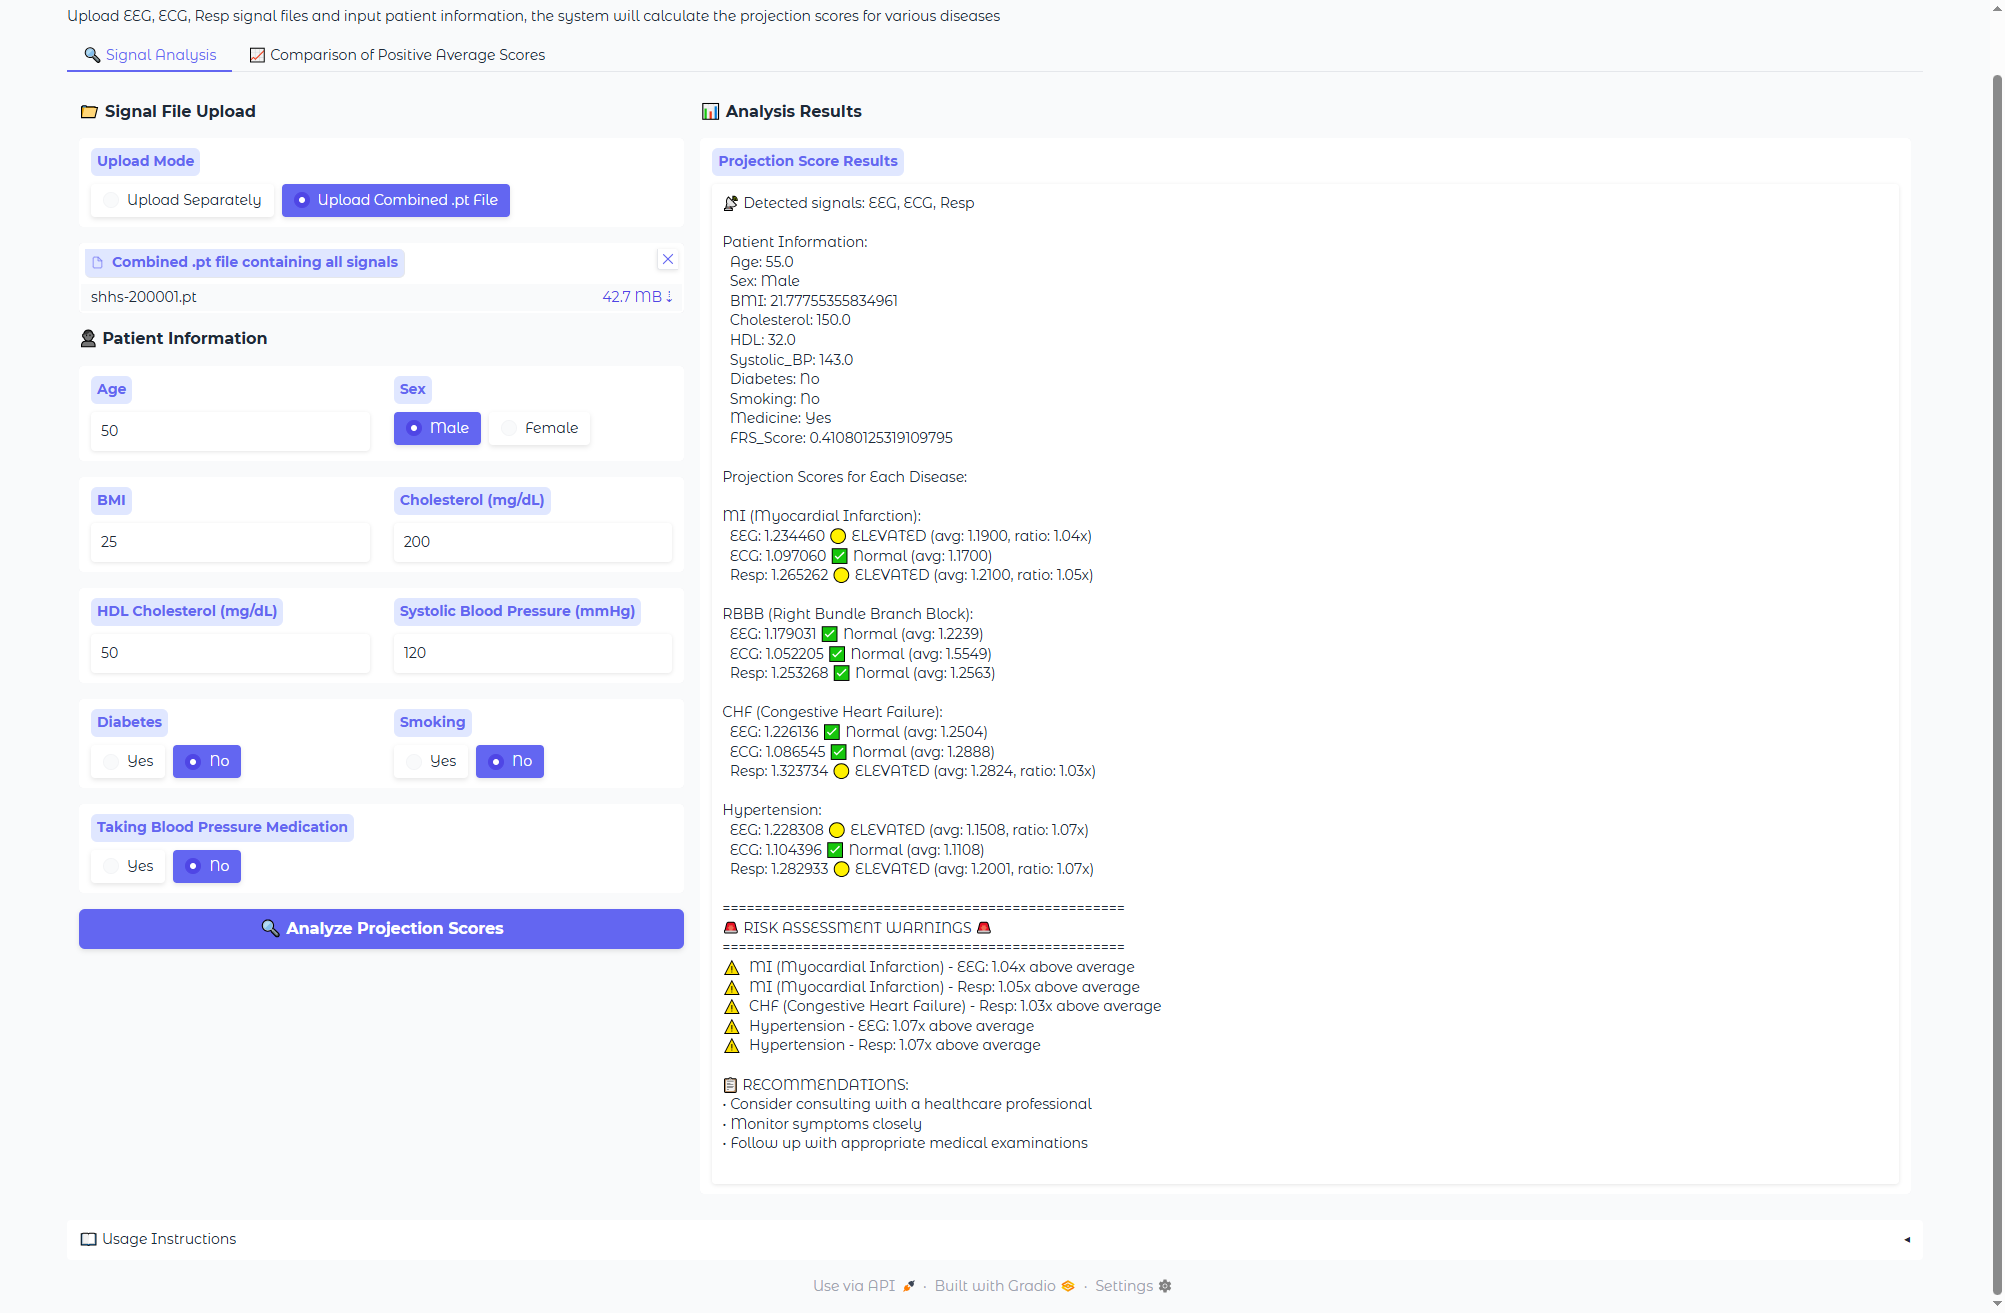 Upload EEG, ECG, Resp signal files and input patient information, the system will calculate the projection scores for various diseases
Signal Analysis
Comparison of Positive Average Scores
Signal File Upload
Upload Mode
Upload Separately
Upload Combined .pt File
Combined .pt file containing all signals
shhs-200001.pt
42.7 MB ↓
Patient Information
Age
Sex
50
Male
Female
BMI
Cholesterol (mg/dL)
25
200
HDL Cholesterol (mg/dL)
Systolic Blood Pressure (mmHg)
50
120
Diabetes
Smoking
Yes
No
Yes
No
Taking Blood Pressure Medication
Yes
No
Analyze Projection Scores
Analysis Results
Projection Score Results
Detected signals: EEG, ECG, Resp
Patient Information:
Age: 55.0
Sex: Male
BMI: 21.77755355834961
Cholesterol: 150.0
HDL: 32.0
Systolic_BP: 143.0
Diabetes: No
Smoking: No
Medicine: Yes
FRS_Score: 0.41080125319109795
Projection Scores for Each Disease:
MI (Myocardial Infarction):
EEG: 1.234460 🟡 ELEVATED (avg: 1.1900, ratio: 1.04x)
ECG: 1.097060 ✅ Normal (avg: 1.1700)
Resp: 1.265262 🟡 ELEVATED (avg: 1.2100, ratio: 1.05x)
RBBB (Right Bundle Branch Block):
EEG: 1.179031 ✅ Normal (avg: 1.2239)
ECG: 1.052205 ✅ Normal (avg: 1.5549)
Resp: 1.253268 ✅ Normal (avg: 1.2563)
CHF (Congestive Heart Failure):
EEG: 1.226136 ✅ Normal (avg: 1.2504)
ECG: 1.086545 ✅ Normal (avg: 1.2888)
Resp: 1.323734 🟡 ELEVATED (avg: 1.2824, ratio: 1.03x)
Hypertension:
EEG: 1.228308 🟡 ELEVATED (avg: 1.1508, ratio: 1.07x)
ECG: 1.104396 ✅ Normal (avg: 1.1108)
Resp: 1.282933 🟡 ELEVATED (avg: 1.2001, ratio: 1.07x)
==================================================
🚨 RISK ASSESSMENT WARNINGS 🚨
==================================================
⚠️ MI (Myocardial Infarction) - EEG: 1.04x above average
⚠️ MI (Myocardial Infarction) - Resp: 1.05x above average
⚠️ CHF (Congestive Heart Failure) - Resp: 1.03x above average
⚠️ Hypertension - EEG: 1.07x above average
⚠️ Hypertension - Resp: 1.07x above average
📋 RECOMMENDATIONS:
• Consider consulting with a healthcare professional
• Monitor symptoms closely
• Follow up with appropriate medical examinations
Usage Instructions
Use via API 🚀 · Built with Gradio · Settings